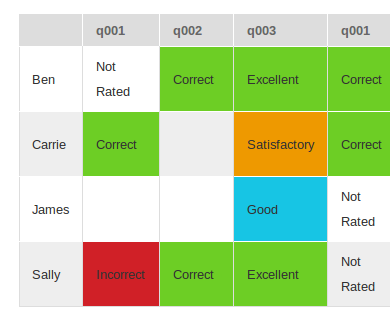 q001 q002 q003 q001
Ben Not Rated Correct Excellent Correct
Carrie Correct Satisfactory Correct
James Good Not Rated
Sally Incorrect Correct Excellent Not Rated